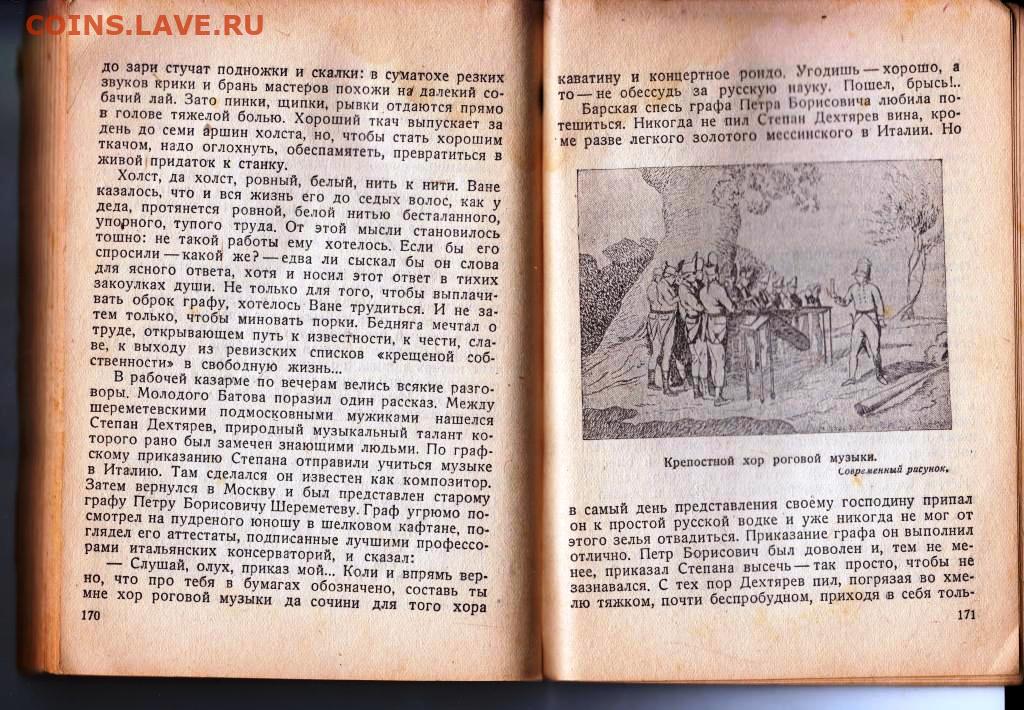 COINS.LAVE.RU
до зари стучат подножки и скалки: в суматохе резких
звуков крики и брань мастеров похожи на далекий со-
бачий лай. Зато пинки, щипки, рывки отдаются прямо
в голове тяжелой болью. Хороший ткач выпускает за
день до семи аршин холста, но, чтобы стать хорошим
ткачом, надо оглохнуть, обеспамятеть, превратиться в
живой придаток к станку.
Холст, да холст, ровный, белый, нить к нити. Ване
казалось, что и вся жизнь его до седых волос, как у
деда, протянется ровной, белой нитью бесталанного,
упорного, тупого труда. От этой мысли становилось
тошно: не такой работы ему хотелось. Если бы его
спросили — какой же? — едва ли сыскал бы он слова
для ясного ответа, хотя и носил этот ответ в тихих
закоулках души. Не только для того, чтобы выплачи-
вать оброк графу, хотелось Ване трудиться. И не за-
тем только, чтобы миновать порки. Бедняга мечтал о
труде, открывающем путь к известности, к чести, сла-
ве, к выходу из ревизских списков «крещеной соб-
ственности» в свободную жизнь...
В рабочей казарме по вечерам велись всякие разго-
воры. Молодого Батова поразил один рассказ. Между
шереметевскими подмосковными мужиками нашелся
Степан Дехтярев, природный музыкальный талант ко-
торого рано был замечен знающими людьми. По граф-
скому приказанию Степана отправили учиться музыке
в Италию. Там сделался он известен как композитор.
Затем вернулся в Москву и был представлен старому
графу Петру Борисовичу Шереметеву. Граф угрюмо по-
смотрел на пудреного юношу в шелковом кафтане, по-
глядел его аттестаты, подписанные лучшими профессо-
рами итальянских консерваторий, и сказал:
— Слушай, олух, приказ мой... Коли и впрямь вер-
но, что про тебя в бумагах обозначено, составь ты
мне хор роговой музыки да сочини для того хора
170
каватину и концертное рондо. Угодишь — хорошо, а
то — не обессудь за русскую науку. Пошел, брысь!..
Барская спесь графа Петра Борисовича любила по-
тешиться. Никогда не пил Степан Дехтярев вина, кро-
ме разве легкого золотого мессинского в Италии. Но
Крепостной хор роговой музыки.
Современный рисунок.
в самый день представления своему господину припал
он к простой русской водке и уже никогда не мог от
этого зелья отвадиться. Приказание графа он выполнил
отлично. Петр Борисович был доволен и, тем не ме-
нее, приказал Степана высечь — так просто, чтобы не
зазнавался. С тех пор Дехтярев пил, погрязая во хме-
лю тяжком, почти беспробудном, приходя в себя толь-
171